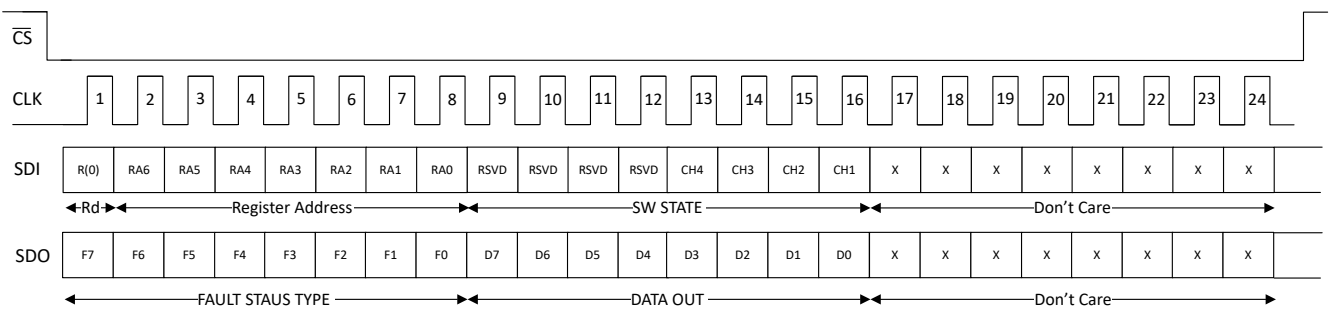 CS
CLK 1 2 3 4 5 6 7 8 9 10 11 12 13 14 15 16 17 18 19 20 21 22 23 24
SDI R(0) RA6 RA5 RA4 RA3 RA2 RA1 RA0 RSVD RSVD RSVD RSVD CH4 CH3 CH2 CH1 X X X X X X X X
Rd Register Address SW STATE Don't Care
SDO F7 F6 F5 F4 F3 F2 F1 F0 D7 D6 D5 D4 D3 D2 D1 D0 X X X X X X X X
FAULT STAUS TYPE DATA OUT Don't Care